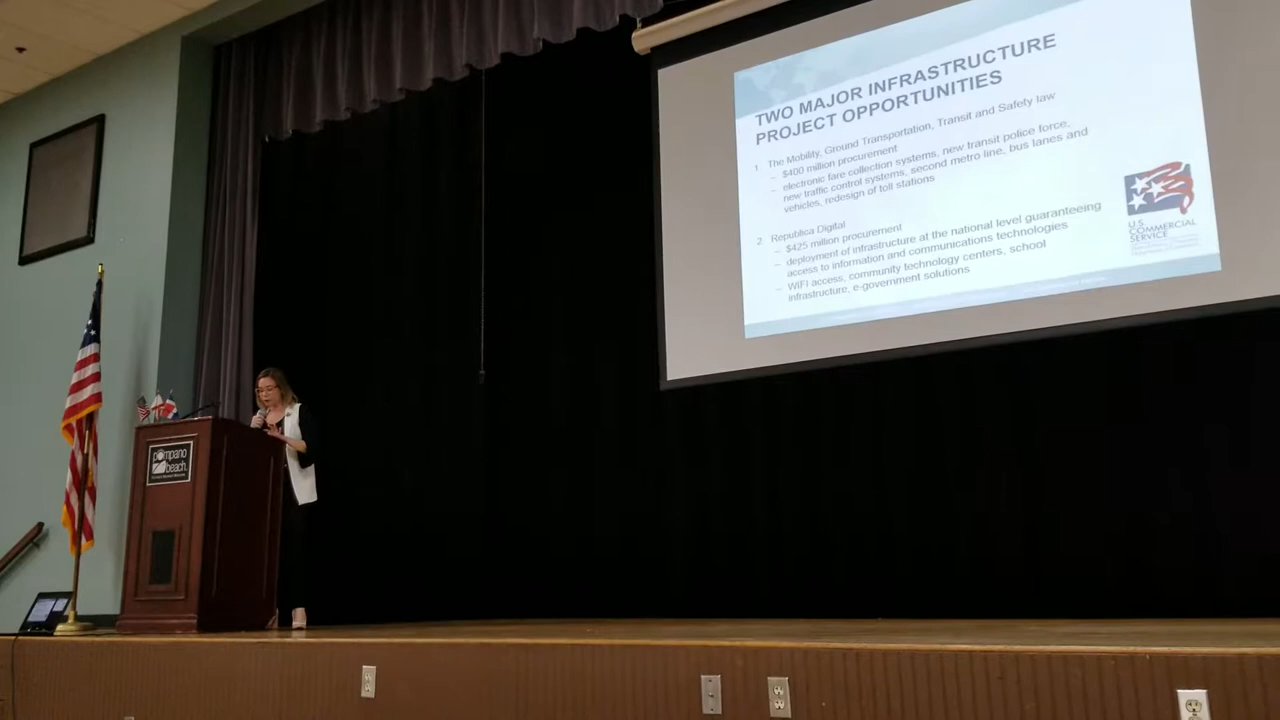 TWO MAJOR INFRASTRUCTURE
PROJECT OPPORTUNITIES
1. The Mobility, Ground Transportation, Transit and Safety law
– $400 million procurement
– electronic fare collection systems, new transit police force,
new traffic control systems, second metro line, bus lanes and
vehicles, redesign of toll stations
2. Republica Digital
– $425 million procurement
– deployment of infrastructure at the national level guaranteeing
access to information and communications technologies
– WIFI access, community technology centers, school
infrastructure, e-government solutions
U.S.
COMMERCIAL
SERVICE
pompano
beach